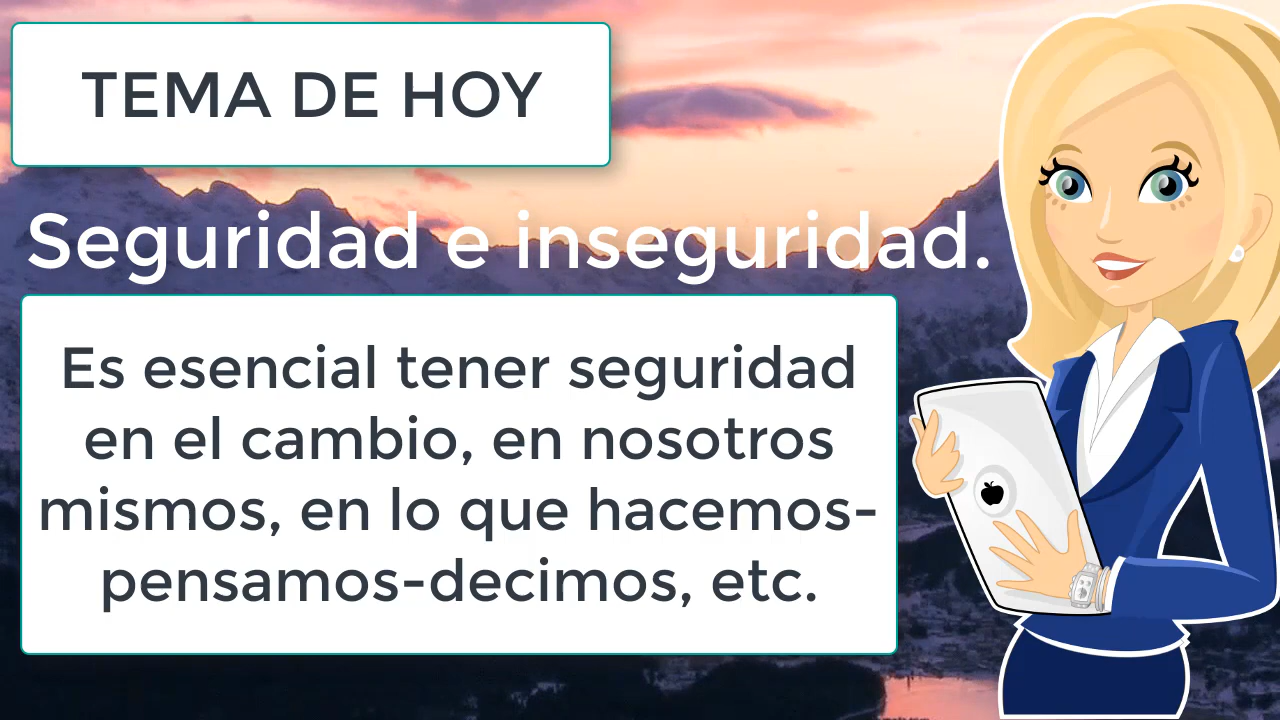 TEMA DE HOY
Seguridad e inseguridad.
Es esencial tener seguridad
en el cambio, en nosotros
mismos, en lo que hacemos-
pensamos-decimos, etc.